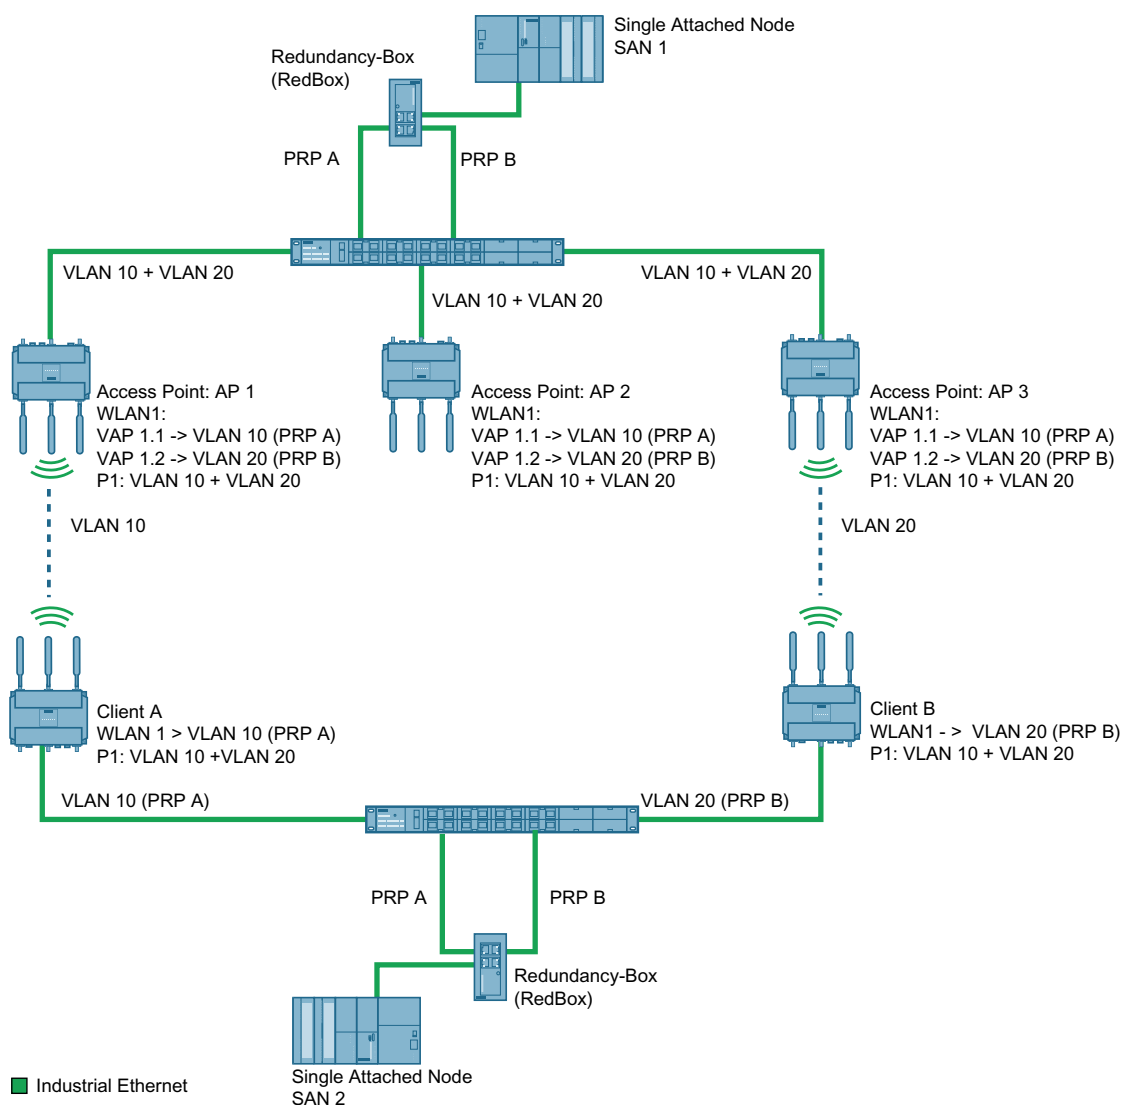 Single Attached Node
SAN 1
Redundancy-Box
(RedBox)
PRP A
PRP B
VLAN 10 + VLAN 20
VLAN 10 + VLAN 20
VLAN 10 + VLAN 20
Access Point: AP 1
WLAN1:
VAP 1.1 -> VLAN 10 (PRP A)
VAP 1.2 -> VLAN 20 (PRP B)
P1: VLAN 10 + VLAN 20
Access Point: AP 2
WLAN1:
VAP 1.1 -> VLAN 10 (PRP A)
VAP 1.2 -> VLAN 20 (PRP B)
P1: VLAN 10 + VLAN 20
Access Point: AP 3
WLAN1:
VAP 1.1 -> VLAN 10 (PRP A)
VAP 1.2 -> VLAN 20 (PRP B)
P1: VLAN 10 + VLAN 20
VLAN 10
VLAN 20
Client A
WLAN 1 > VLAN 10 (PRP A)
P1: VLAN 10 +VLAN 20
Client B
WLAN1 - > VLAN 20 (PRP B)
P1: VLAN 10 + VLAN 20
VLAN 10 (PRP A)
VLAN 20 (PRP B)
PRP A
PRP B
Redundancy-Box
(RedBox)
Single Attached Node
SAN 2
Industrial Ethernet